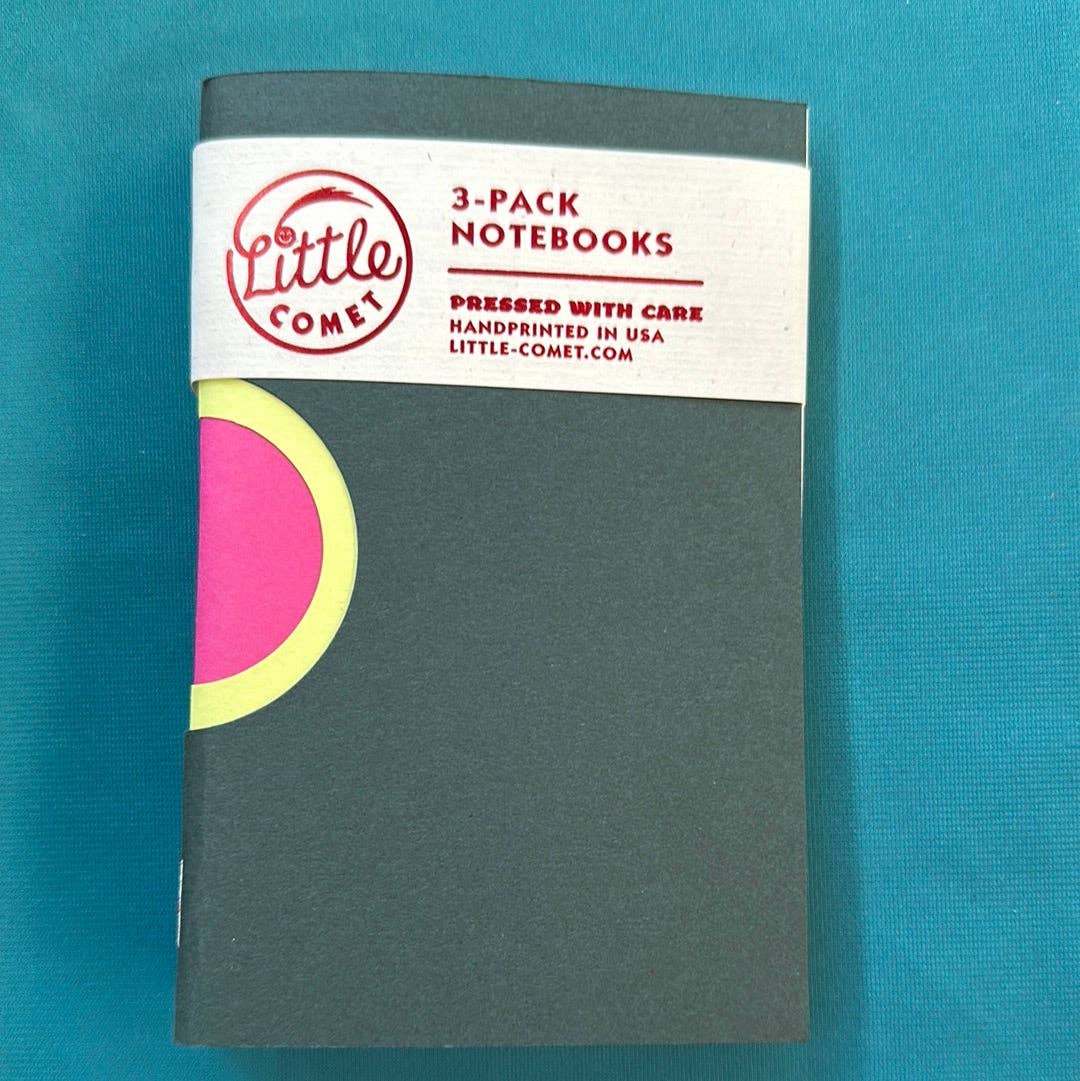 Little
COMET
3-PACK
NOTEBOOKS
PRESSED WITH CARE
HANDPRINTED IN USA
LITTLE-COMET.COM